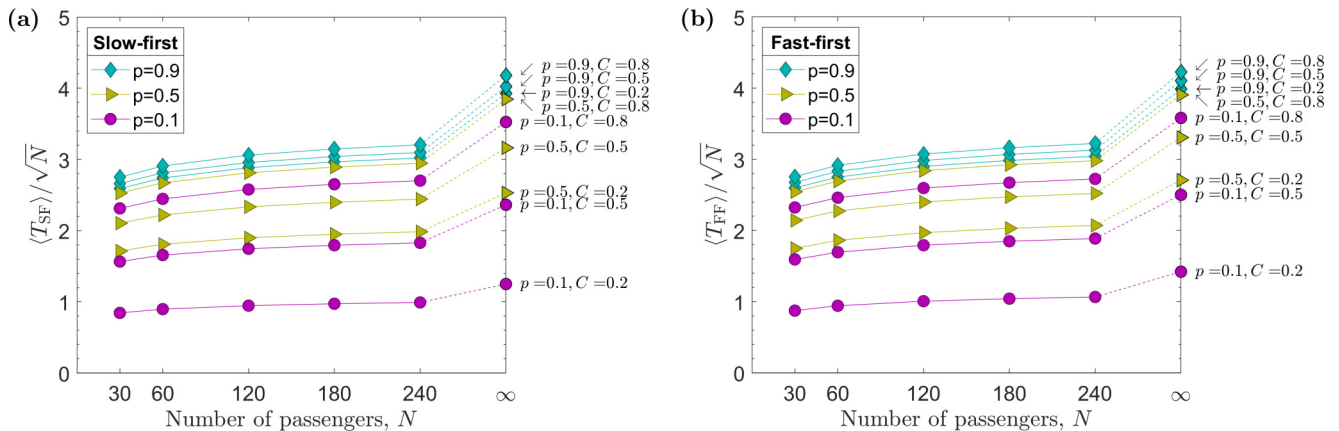 (a)
Slow-first
p=0.9
p=0.5
p=0.1
5
4
3
2
1
0
⟨T_SF⟩/√N
30 60 120 180 240 ∞
Number of passengers, N
p =0.9, C =0.8
p =0.9, C =0.5
p =0.9, C =0.2
p =0.5, C =0.8
p =0.1, C =0.8
p =0.5, C =0.5
p =0.5, C =0.2
p =0.1, C =0.5
p =0.1, C =0.2
(b)
Fast-first
p=0.9
p=0.5
p=0.1
5
4
3
2
1
0
⟨T_FF⟩/√N
30 60 120 180 240 ∞
Number of passengers, N
p =0.9, C =0.8
p =0.9, C =0.5
p =0.9, C =0.2
p =0.5, C =0.8
p =0.1, C =0.8
p =0.5, C =0.5
p =0.5, C =0.2
p =0.1, C =0.5
p =0.1, C =0.2